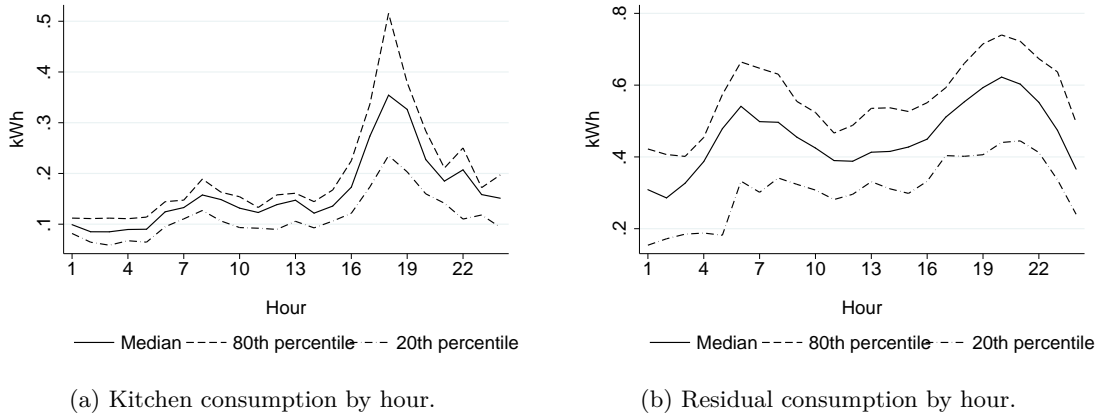 kWh
.5
.4
.3
.2
.1
1 4 7 10 13 16 19 22
Hour
Median 80th percentile 20th percentile
(a) Kitchen consumption by hour.
kWh
.8
.6
.4
.2
1 4 7 10 13 16 19 22
Hour
Median 80th percentile 20th percentile
(b) Residual consumption by hour.